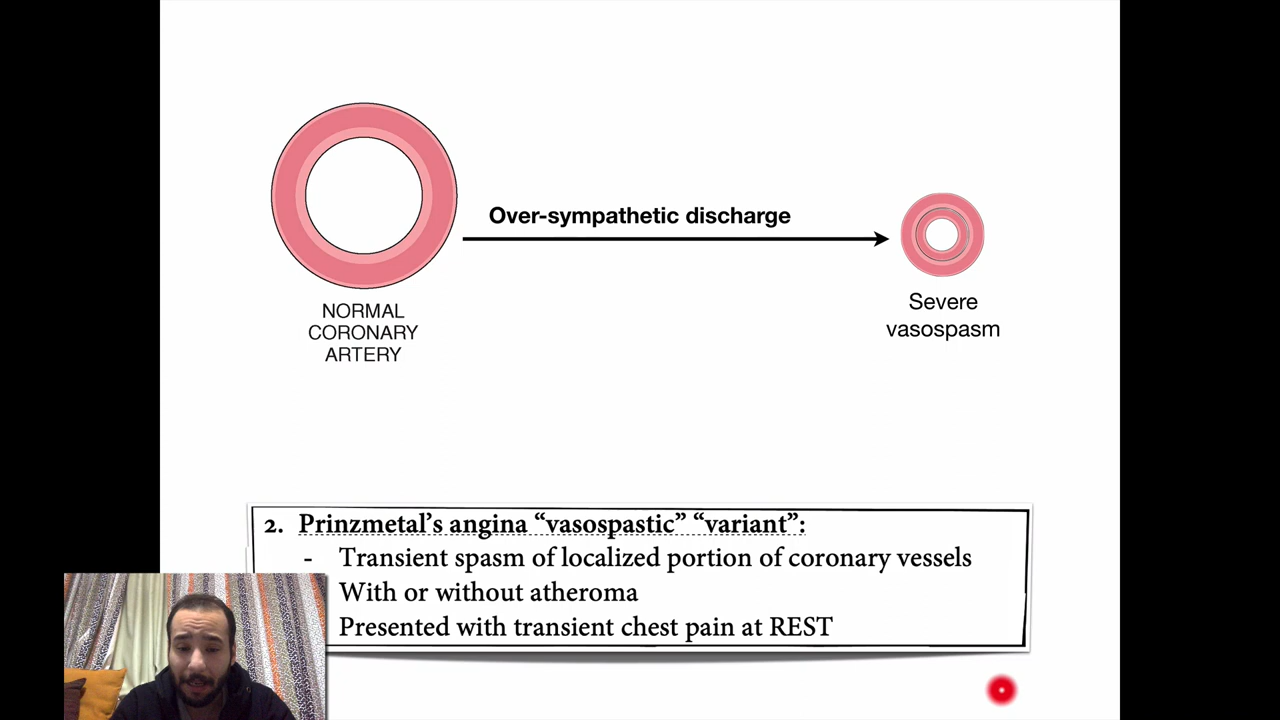 Over-sympathetic discharge
NORMAL
CORONARY
ARTERY
Severe
vasospasm
2. Prinzmetal’s angina “vasospastic” “variant”:
- Transient spasm of localized portion of coronary vessels
With or without atheroma
Presented with transient chest pain at REST